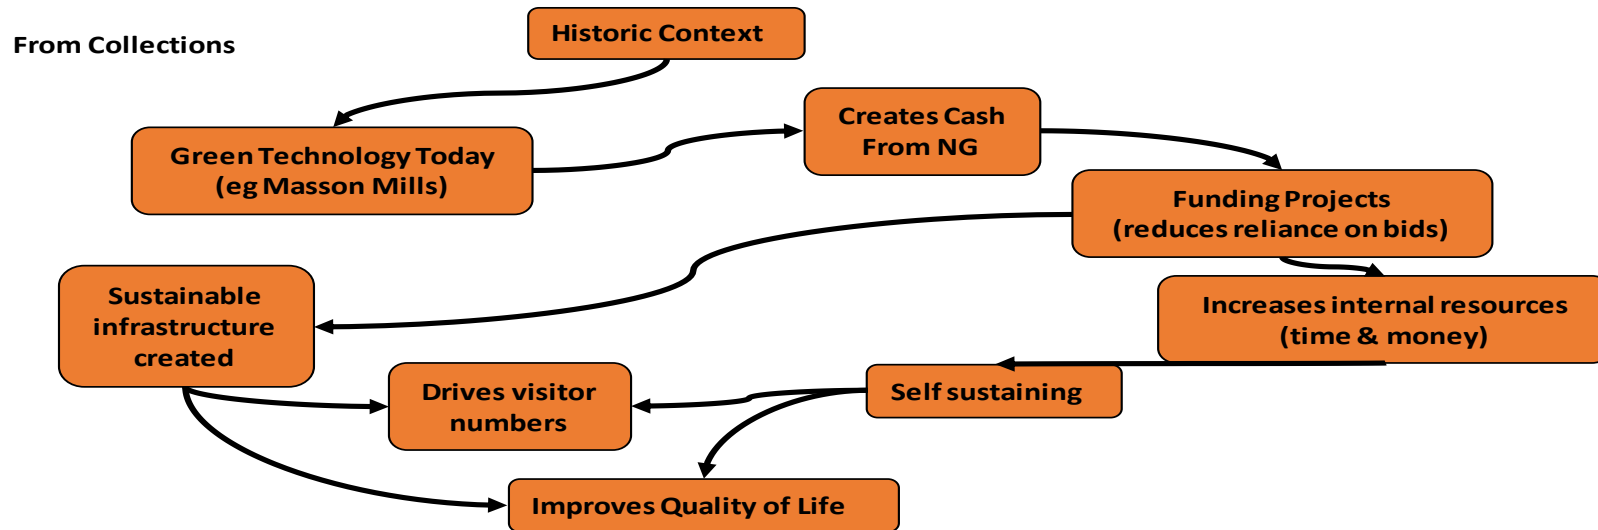 From Collections
Historic Context
Green Technology Today
(eg Masson Mills)
Creates Cash
From NG
Funding Projects
(reduces reliance on bids)
Increases internal resources
(time & money)
Sustainable
infrastructure
created
Drives visitor
numbers
Self sustaining
Improves Quality of Life